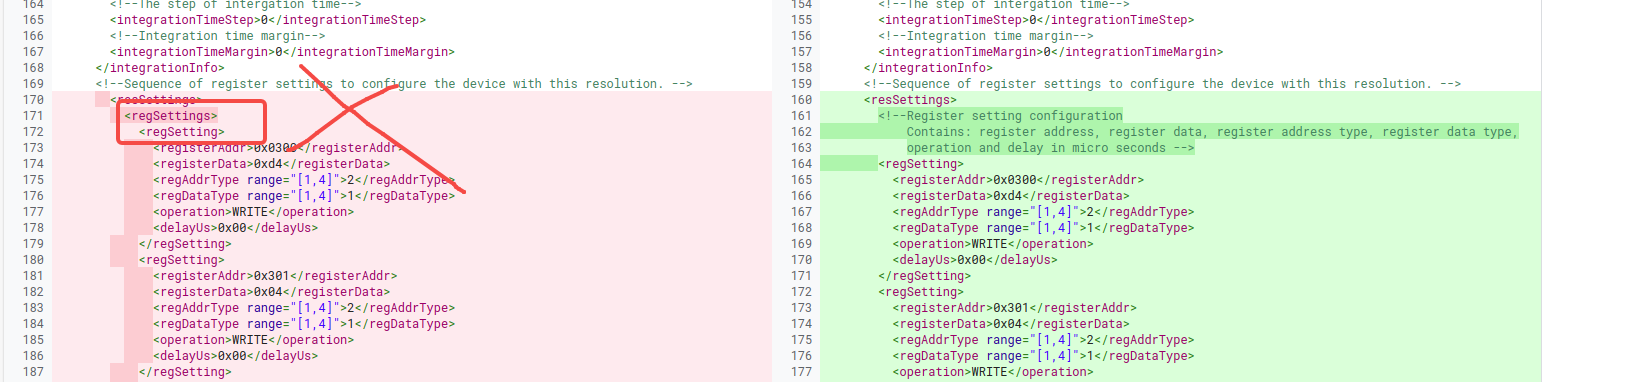 164 <!--The step of intergation time-->
165 <integrationTimeStep>0</integrationTimeStep>
166 <!--Integration time margin-->
167 <integrationTimeMargin>0</integrationTimeMargin>
168 </integrationInfo>
169 <!--Sequence of register settings to configure the device with this resolution. -->
170 <resSettings>
171 <regSettings>
172 <regSetting>
173 <registerAddr>0x0300</registerAddr>
174 <registerData>0xd4</registerData>
175 <regAddrType range="[1,4]">2</regAddrType>
176 <regDataType range="[1,4]">1</regDataType>
177 <operation>WRITE</operation>
178 <delayUs>0x00</delayUs>
179 </regSetting>
180 <regSetting>
181 <registerAddr>0x301</registerAddr>
182 <registerData>0x04</registerData>
183 <regAddrType range="[1,4]">2</regAddrType>
184 <regDataType range="[1,4]">1</regDataType>
185 <operation>WRITE</operation>
186 <delayUs>0x00</delayUs>
187 </regSetting>
154 <!--The step of intergation time-->
155 <integrationTimeStep>0</integrationTimeStep>
156 <!--Integration time margin-->
157 <integrationTimeMargin>0</integrationTimeMargin>
158 </integrationInfo>
159 <!--Sequence of register settings to configure the device with this resolution. -->
160 <resSettings>
161 <!--Register setting configuration
162 Contains: register address, register data, register address type, register data type,
163 operation and delay in micro seconds -->
164 <regSetting>
165 <registerAddr>0x0300</registerAddr>
166 <registerData>0xd4</registerData>
167 <regAddrType range="[1,4]">2</regAddrType>
168 <regDataType range="[1,4]">1</regDataType>
169 <operation>WRITE</operation>
170 <delayUs>0x00</delayUs>
171 </regSetting>
172 <regSetting>
173 <registerAddr>0x301</registerAddr>
174 <registerData>0x04</registerData>
175 <regAddrType range="[1,4]">2</regAddrType>
176 <regDataType range="[1,4]">1</regDataType>
177 <operation>WRITE</operation>